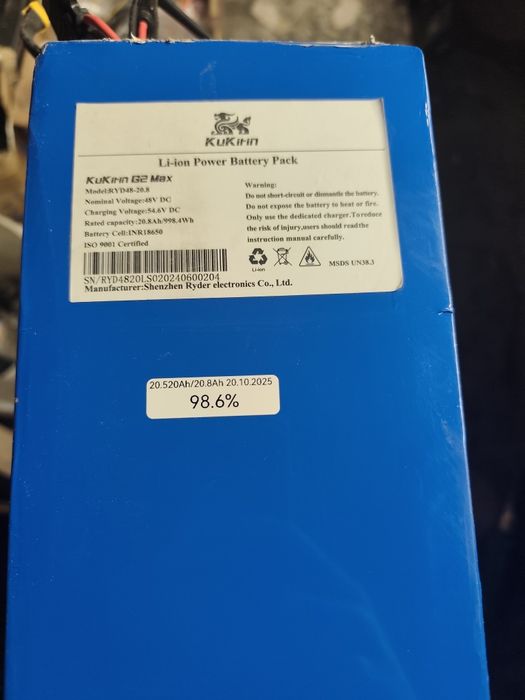 KuKirin
Li-ion Power Battery Pack
KuKirin G2 Max
Model:RYD48-20.8
Nominal Voltage:48V DC
Charging Voltage:54.6V DC
Rated capacity:20.8Ah/998.4Wh
Battery Cell:INR18650
ISO 9001 Certified
SN/RYD4820LS020240600204
Manufacturer:Shenzhen Ryder electronics Co., Ltd.
Warning:
Do not short-circuit or dismantle the battery.
Do not expose the battery to heat or fire.
Only use the dedicated charger.To reduce
the risk of injury,users should read the
instruction manual carefully.
Li-ion
MSDS UN38.3
20.520Ah/20.8Ah 20.10.2025
98.6%